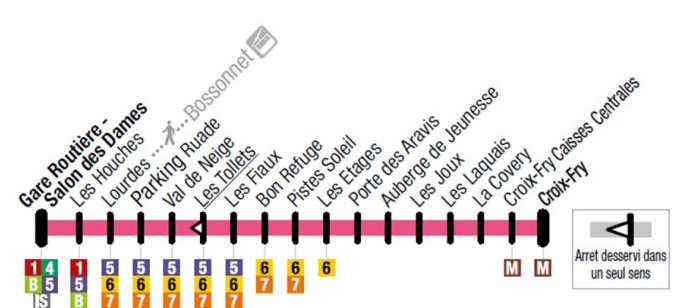 Gare Routière -
Salon des Dames
Les Houches
Lourdes
Bossonnet
Parking Ruade
Val de Neige
Les Tollets
Les Fiaux
Bon Refuge
Pistes Soleil
Les Etages
Porte des Aravis
Auberge de Jeunesse
Les Joux
Les Laquais
La Covery
Croix-Fry Caisses Centrales
Croix-Fry
1 4 1 5 5 5 5 5 6 6 6 M M
B 5 5 6 6 6 6 6 7 7
IS B 7 7 7 7 7
Arret desservi dans
un seul sens